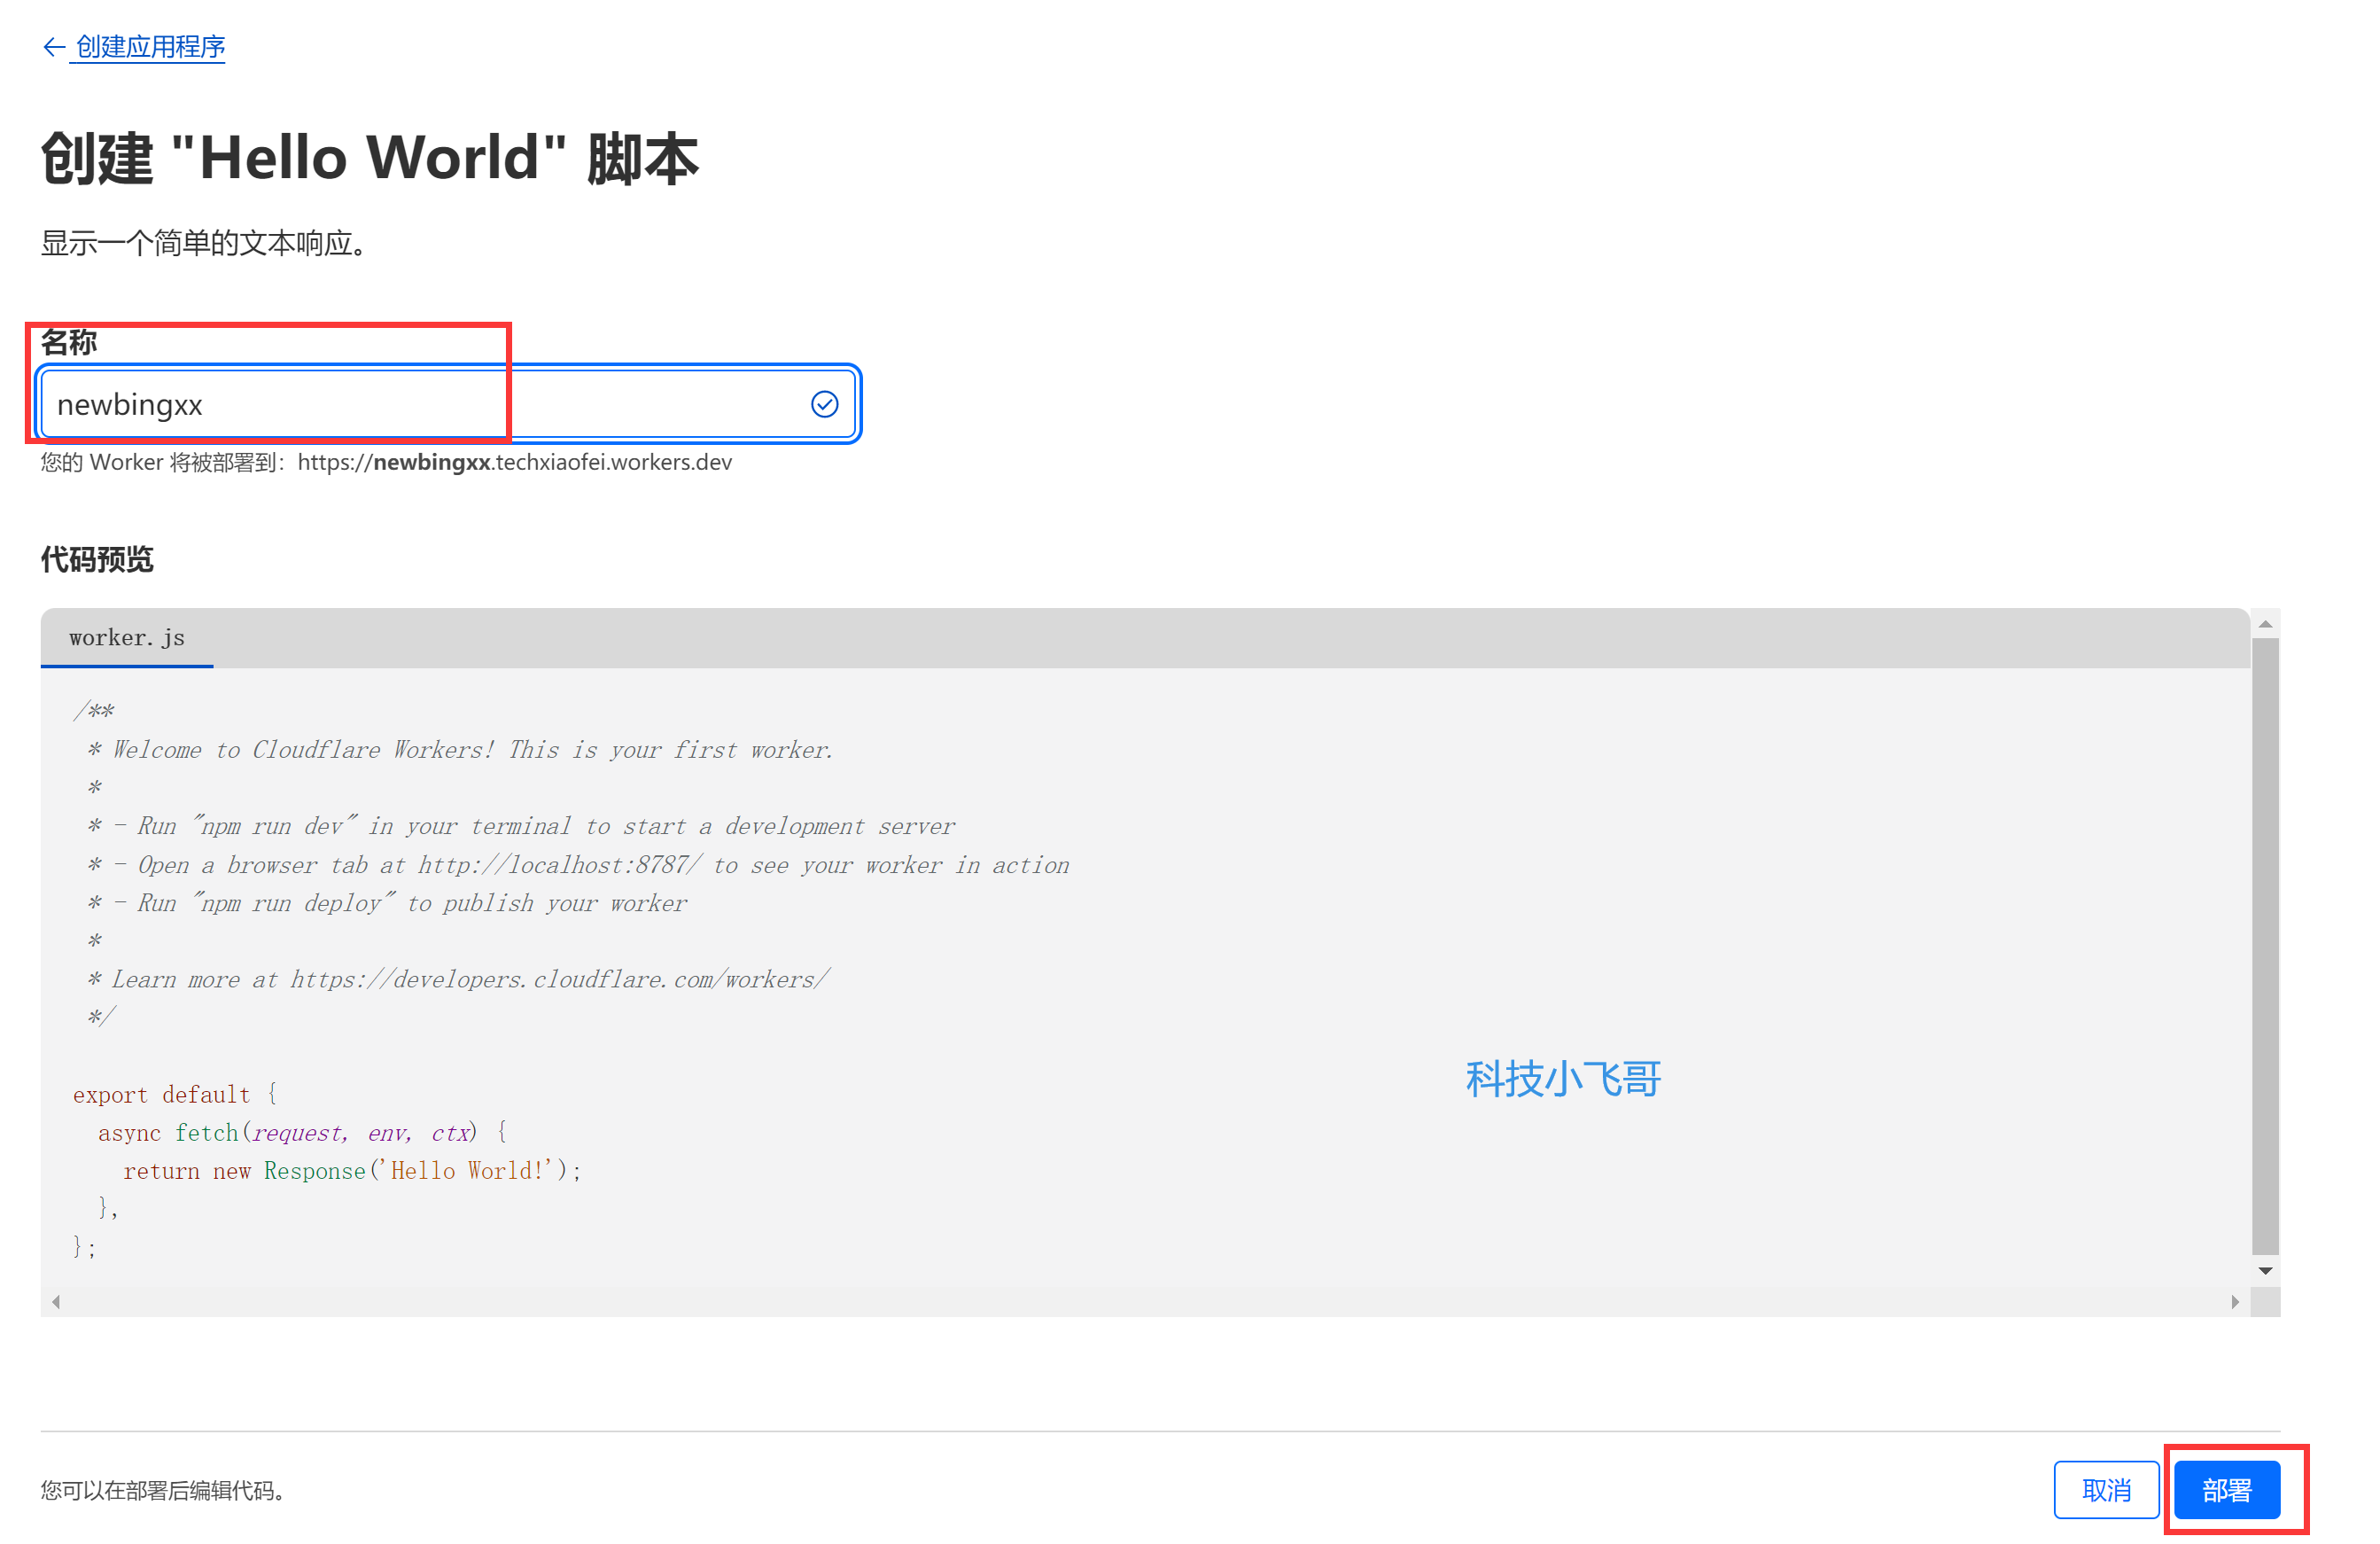 ← 创建应用程序
创建 "Hello World" 脚本
显示一个简单的文本响应。
名称
newbingxx
您的 Worker 将被部署到：https://newbingxx.techxiaofei.workers.dev
代码预览
worker.js
/**
 * Welcome to Cloudflare Workers! This is your first worker.
 *
 * - Run "npm run dev" in your terminal to start a development server
 * - Open a browser tab at http://localhost:8787/ to see your worker in action
 * - Run "npm run deploy" to publish your worker
 *
 * Learn more at https://developers.cloudflare.com/workers/
 */
科技小飞哥
export default {
  async fetch(request, env, ctx) {
    return new Response('Hello World!');
  },
};
您可以在部署后编辑代码。
取消
部署